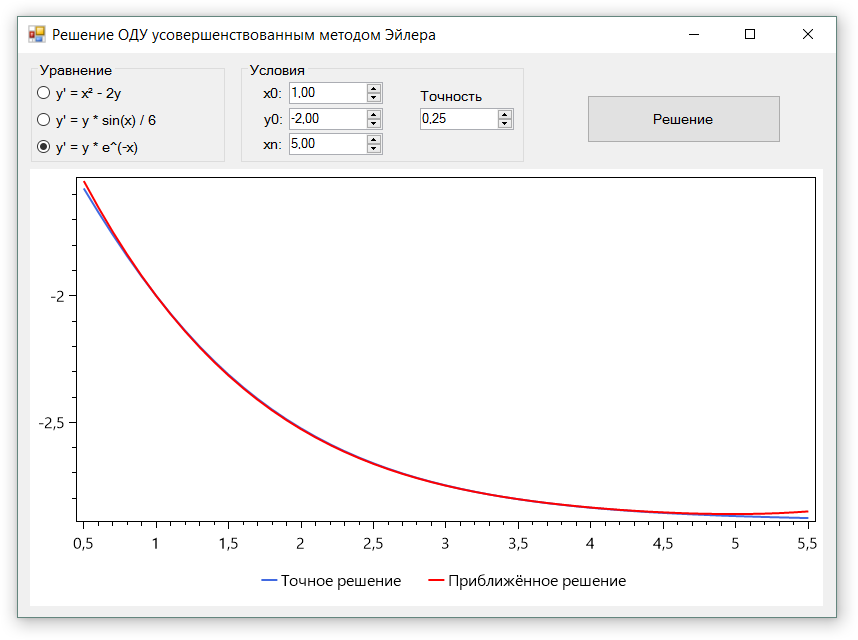 Решение ОДУ усовершенствованным методом Эйлера
Уравнение
y' = x² - 2y
y' = y * sin(x) / 6
y' = y * e^(-x)
Условия
x0: 1,00
y0: -2,00
xn: 5,00
Точность
0,25
Решение
-2
-2,5
0,5 1 1,5 2 2,5 3 3,5 4 4,5 5 5,5
Точное решение Приближённое решение